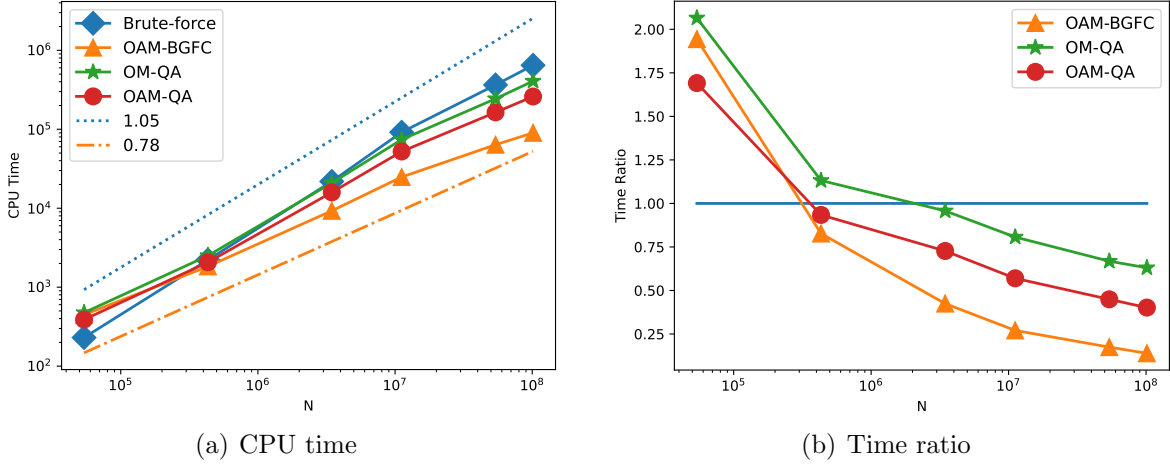 Brute-force
OAM-BGFC
OM-QA
OAM-QA
1.05
0.78
10^6
10^5
10^4
10^3
10^2
CPU Time
10^5
10^6
10^7
10^8
N
(a) CPU time
OAM-BGFC
OM-QA
OAM-QA
2.00
1.75
1.50
1.25
1.00
0.75
0.50
0.25
Time Ratio
10^5
10^6
10^7
10^8
N
(b) Time ratio